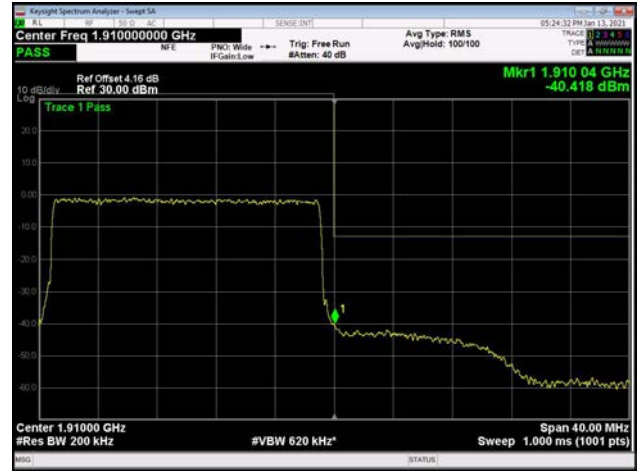 Keysight Spectrum Analyzer - Swept SA
RL RF 50 Ω AC SENSE:INT 05:24:32 PM Jan 13, 2021
Center Freq 1.910000000 GHz
PASS
NFE
PNO: Wide
IFGain:Low
Trig: Free Run
#Atten: 40 dB
Avg Type: RMS
Avg|Hold: 100/100
TRACE 1 2 3 4 5 6
TYPE A WWWWW
DET A N N N N N
Mkr1 1.910 04 GHz
-40.418 dBm
Ref Offset 4.16 dB
10 dB/div Ref 30.00 dBm
Log
Trace 1 Pass
20.0
10.0
0.00
-10.0
-20.0
-30.0
-40.0
-50.0
-60.0
1
Center 1.91000 GHz Span 40.00 MHz
#Res BW 200 kHz #VBW 620 kHz* Sweep 1.000 ms (1001 pts)
MSG STATUS